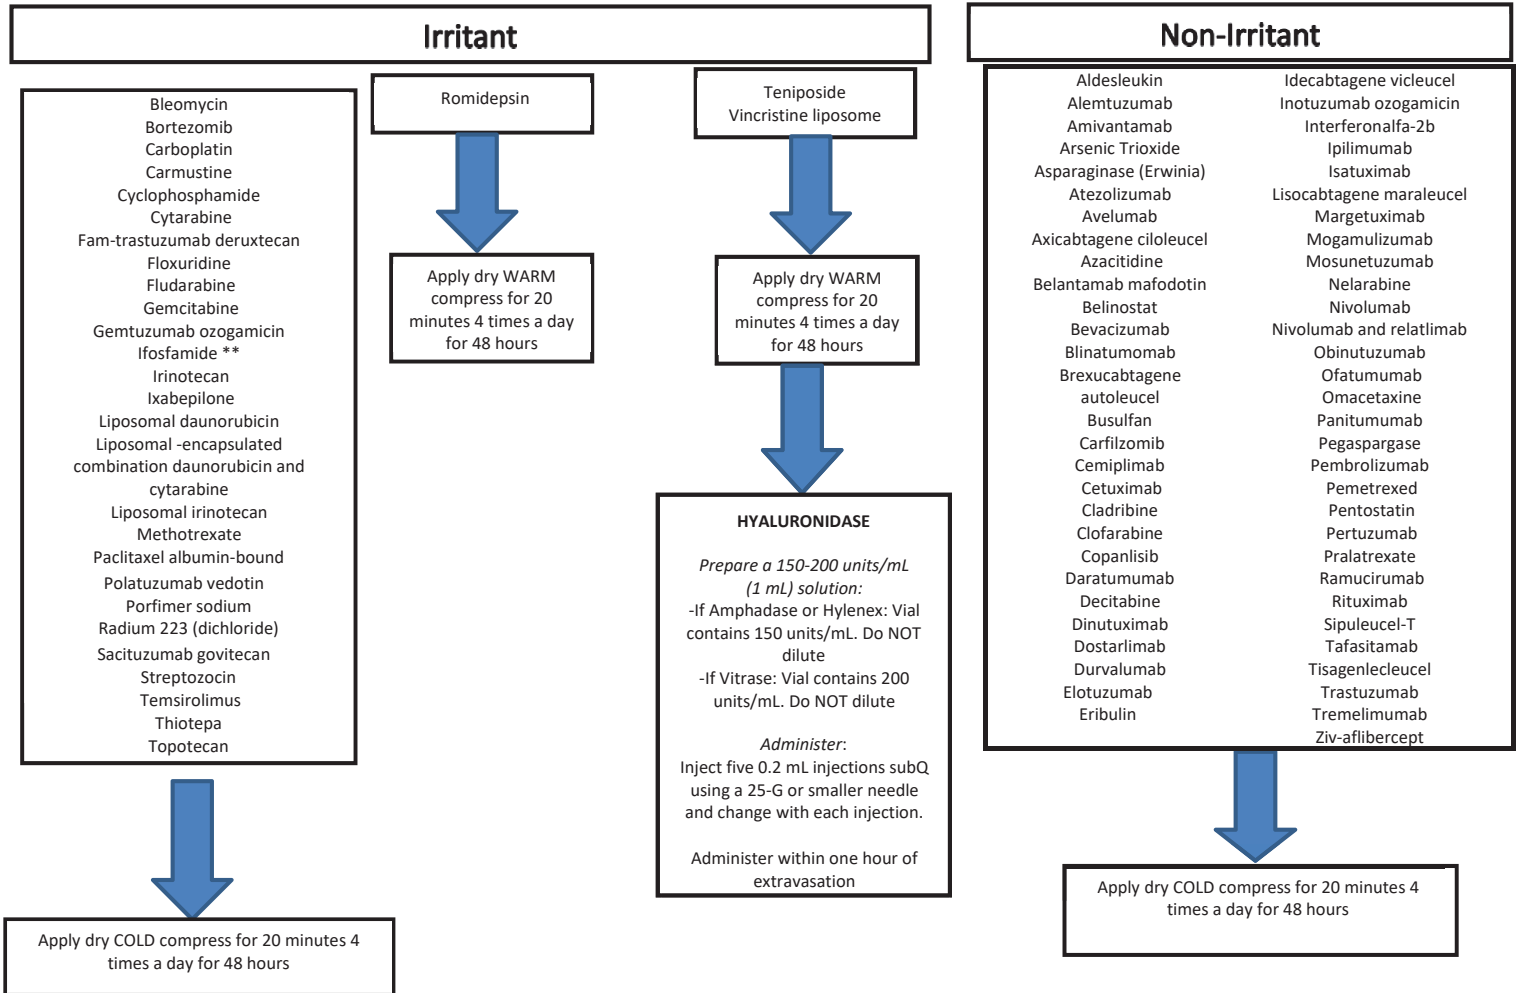 Irritant
Bleomycin
Bortezomib
Carboplatin
Carmustine
Cyclophosphamide
Cytarabine
Fam-trastuzumab deruxtecan
Floxuridine
Fludarabine
Gemcitabine
Gemtuzumab ozogamicin
Ifosfamide **
Irinotecan
Ixabepilone
Liposomal daunorubicin
Liposomal -encapsulated
combination daunorubicin and
cytarabine
Liposomal irinotecan
Methotrexate
Paclitaxel albumin-bound
Polatuzumab vedotin
Porfimer sodium
Radium 223 (dichloride)
Sacituzumab govitecan
Streptozocin
Temsirolimus
Thiotepa
Topotecan
Apply dry COLD compress for 20 minutes 4
times a day for 48 hours
Romidepsin
Apply dry WARM
compress for 20
minutes 4 times a day
for 48 hours
Teniposide
Vincristine liposome
Apply dry WARM
compress for 20
minutes 4 times a day
for 48 hours
HYALURONIDASE
Prepare a 150-200 units/mL
(1 mL) solution:
-If Amphadase or Hylenex: Vial
contains 150 units/mL. Do NOT
dilute
-If Vitrase: Vial contains 200
units/mL. Do NOT dilute
Administer:
Inject five 0.2 mL injections subQ
using a 25-G or smaller needle
and change with each injection.
Administer within one hour of
extravasation
Non-Irritant
Aldesleukin
Alemtuzumab
Amivantamab
Arsenic Trioxide
Asparaginase (Erwinia)
Atezolizumab
Avelumab
Axicabtagene ciloleucel
Azacitidine
Belantamab mafodotin
Belinostat
Bevacizumab
Blinatumomab
Brexucabtagene
autoleucel
Busulfan
Carfilzomib
Cemiplimab
Cetuximab
Cladribine
Clofarabine
Copanlisib
Daratumumab
Decitabine
Dinutuximab
Dostarlimab
Durvalumab
Elotuzumab
Eribulin
Idecabtagene vicleucel
Inotuzumab ozogamicin
Interferonalfa-2b
Ipilimumab
Isatuximab
Lisocabtagene maraleucel
Margetuximab
Mogamulizumab
Mosunetuzumab
Nelarabine
Nivolumab
Nivolumab and relatlimab
Obinutuzumab
Ofatumumab
Omacetaxine
Panitumumab
Pegaspargase
Pembrolizumab
Pemetrexed
Pentostatin
Pertuzumab
Pralatrexate
Ramucirumab
Rituximab
Sipuleucel-T
Tafasitamab
Tisagenlecleucel
Trastuzumab
Tremelimumab
Ziv-aflibercept
Apply dry COLD compress for 20 minutes 4
times a day for 48 hours